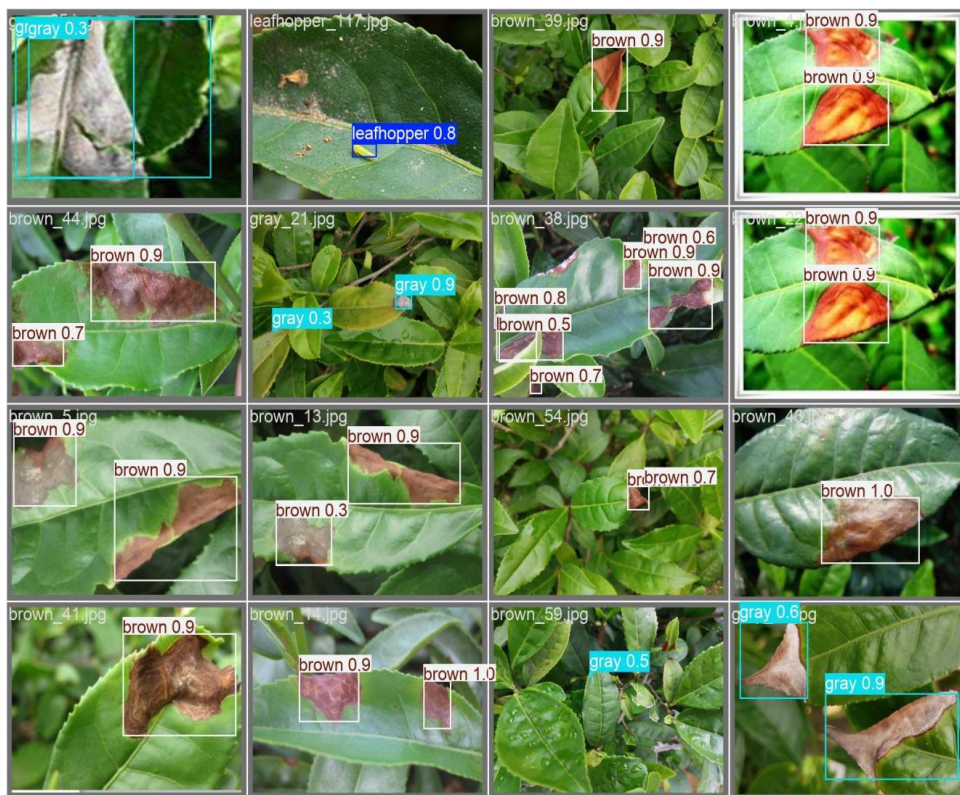 gray 0.3
leafhopper_117.jpg
leafhopper 0.8
brown_39.jpg
brown 0.9
brown 0.9
brown 0.9
brown_44.jpg
brown 0.9
brown 0.7
gray_21.jpg
gray 0.9
gray 0.3
brown_38.jpg
brown 0.6
brown 0.9
brown 0.9
brown 0.8
brown 0.5
brown 0.7
brown 0.9
brown 0.9
brown_5.jpg
brown 0.9
brown 0.9
brown_13.jpg
brown 0.9
brown 0.3
brown_54.jpg
brown 0.7
brown 1.0
brown_41.jpg
brown 0.9
brown_14.jpg
brown 0.9
brown 1.0
brown_59.jpg
gray 0.5
gray 0.6
gray 0.9